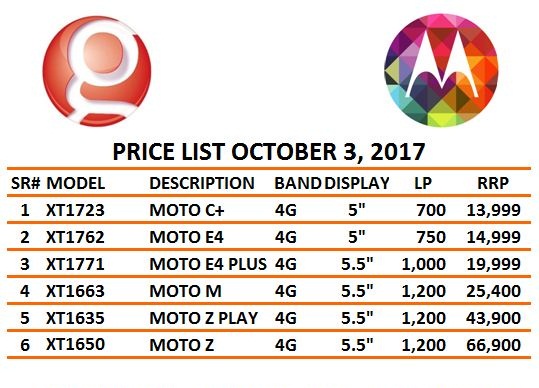 PRICE LIST OCTOBER 3, 2017
SR# MODEL DESCRIPTION BAND DISPLAY LP RRP
1 XT1723 MOTO C+ 4G 5" 700 13,999
2 XT1762 MOTO E4 4G 5" 750 14,999
3 XT1771 MOTO E4 PLUS 4G 5.5" 1,000 19,999
4 XT1663 MOTO M 4G 5.5" 1,200 25,400
5 XT1635 MOTO Z PLAY 4G 5.5" 1,200 43,900
6 XT1650 MOTO Z 4G 5.5" 1,200 66,900